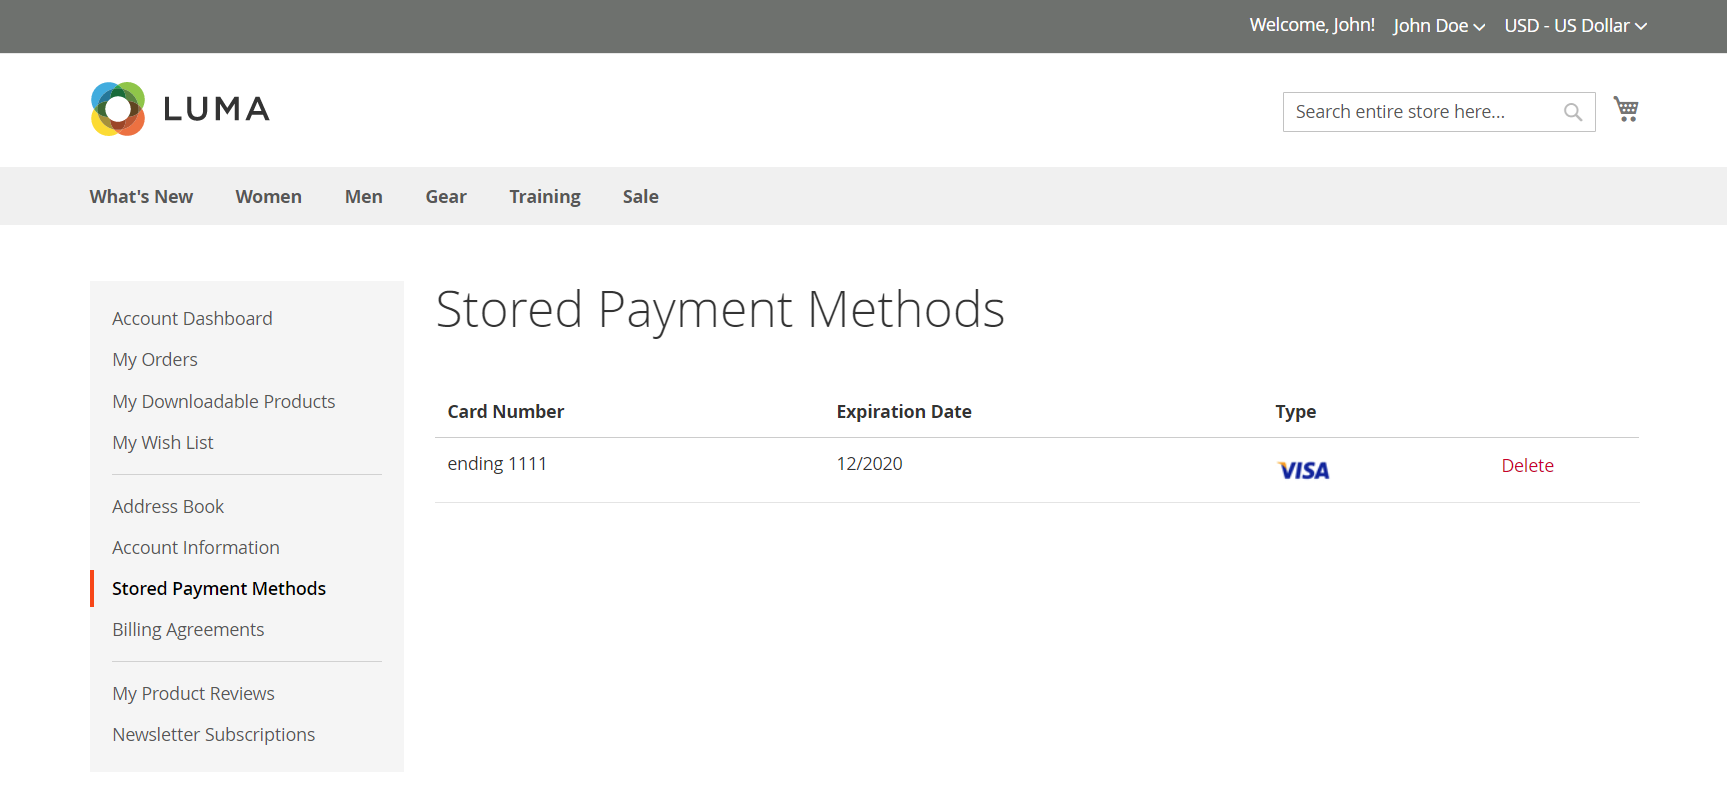 Welcome, John! John Doe USD - US Dollar
LUMA
Search entire store here...
What's New Women Men Gear Training Sale
Account Dashboard
My Orders
My Downloadable Products
My Wish List
Address Book
Account Information
Stored Payment Methods
Billing Agreements
My Product Reviews
Newsletter Subscriptions
Stored Payment Methods
Card Number Expiration Date Type
ending 1111 12/2020 VISA Delete